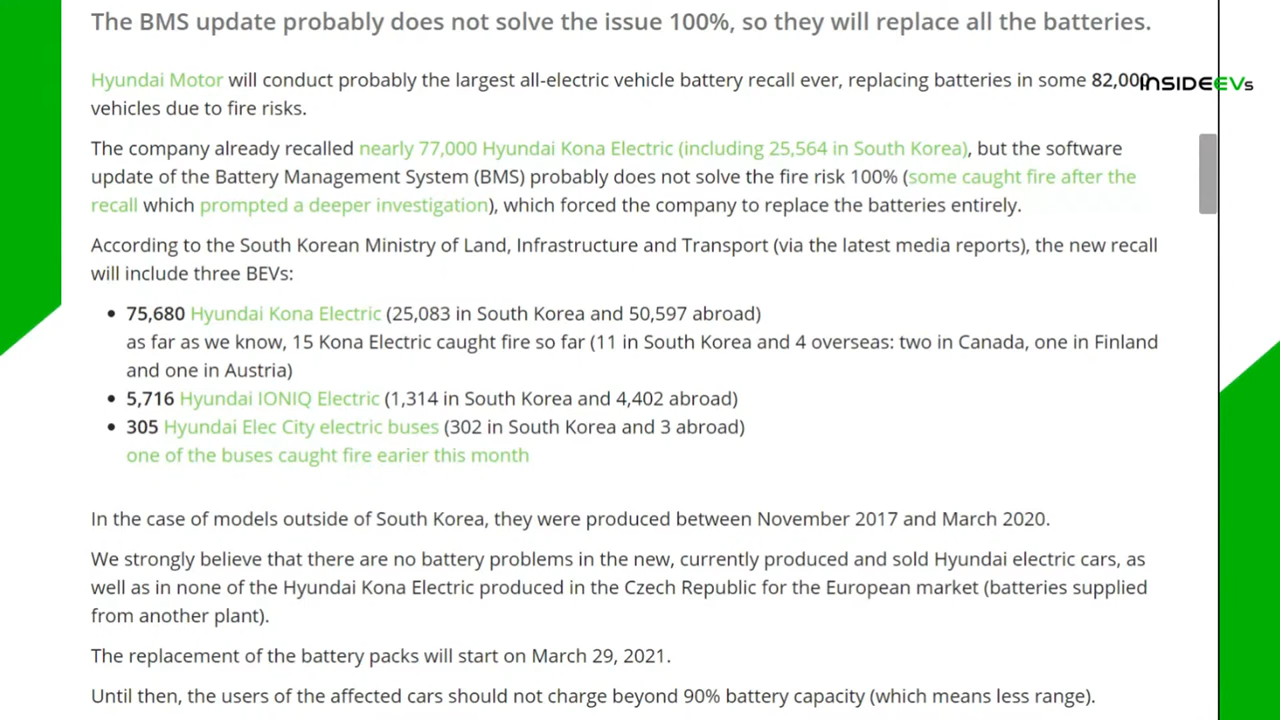 The BMS update probably does not solve the issue 100%, so they will replace all the batteries.
Hyundai Motor will conduct probably the largest all-electric vehicle battery recall ever, replacing batteries in some 82,000
INSIDEEVs
vehicles due to fire risks.
The company already recalled nearly 77,000 Hyundai Kona Electric (including 25,564 in South Korea), but the software
update of the Battery Management System (BMS) probably does not solve the fire risk 100% (some caught fire after the
recall which prompted a deeper investigation), which forced the company to replace the batteries entirely.
According to the South Korean Ministry of Land, Infrastructure and Transport (via the latest media reports), the new recall
will include three BEVs:
• 75,680 Hyundai Kona Electric (25,083 in South Korea and 50,597 abroad)
as far as we know, 15 Kona Electric caught fire so far (11 in South Korea and 4 overseas: two in Canada, one in Finland
and one in Austria)
• 5,716 Hyundai IONIQ Electric (1,314 in South Korea and 4,402 abroad)
• 305 Hyundai Elec City electric buses (302 in South Korea and 3 abroad)
one of the buses caught fire earier this month
In the case of models outside of South Korea, they were produced between November 2017 and March 2020.
We strongly believe that there are no battery problems in the new, currently produced and sold Hyundai electric cars, as
well as in none of the Hyundai Kona Electric produced in the Czech Republic for the European market (batteries supplied
from another plant).
The replacement of the battery packs will start on March 29, 2021.
Until then, the users of the affected cars should not charge beyond 90% battery capacity (which means less range).